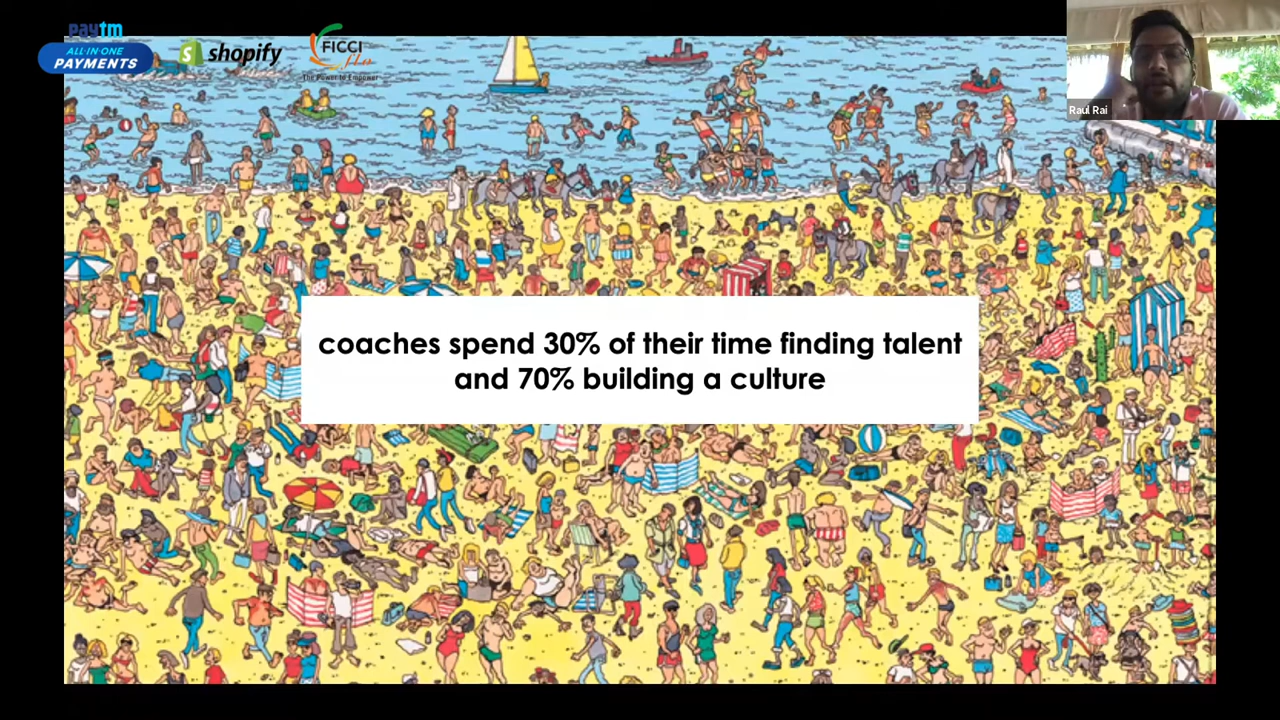 paytm
ALL-IN-ONE
PAYMENTS
shopify
FICCI
flo
The Power to Empower
Raul Rai
coaches spend 30% of their time finding talent
and 70% building a culture